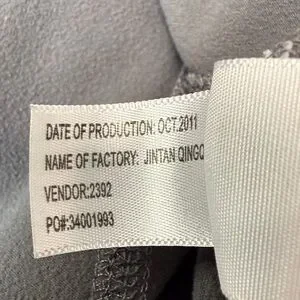 DATE OF PRODUCTION: OCT.2011
NAME OF FACTORY: JINTAN QINGO
VENDOR:2392
PO#:34001993